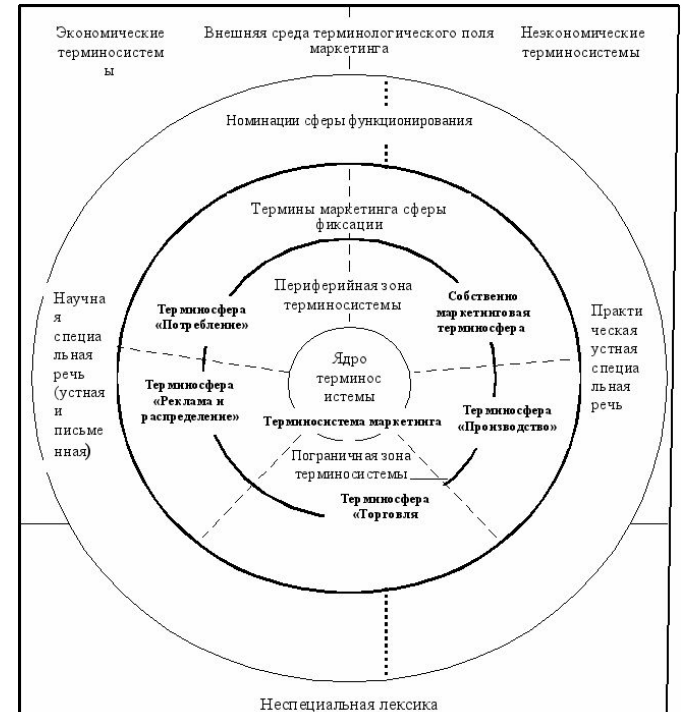 Экономические
терминосистем
ы
Внешняя среда терминологического поля
маркетинга
Неэкономические
терминосистемы
Номинации сферы функционирования
Термины маркетинга сферы
фиксации
Периферийная зона
терминосистемы
Терминосфера
«Потребление»
Собственно
маркетинговая
терминосфера
Научна
я
специа
льная
речь
(устная
и
письме
нная)
Практи
ческая
устная
специа
льная
речь
Ядро
терминос
истемы
Терминосфера
«Реклама и
распределение»
Терминосистема маркетинга
Терминосфера
«Производство»
Пограничная зона
терминосистемы
Терминосфера
«Торговля
Неспециальная лексика